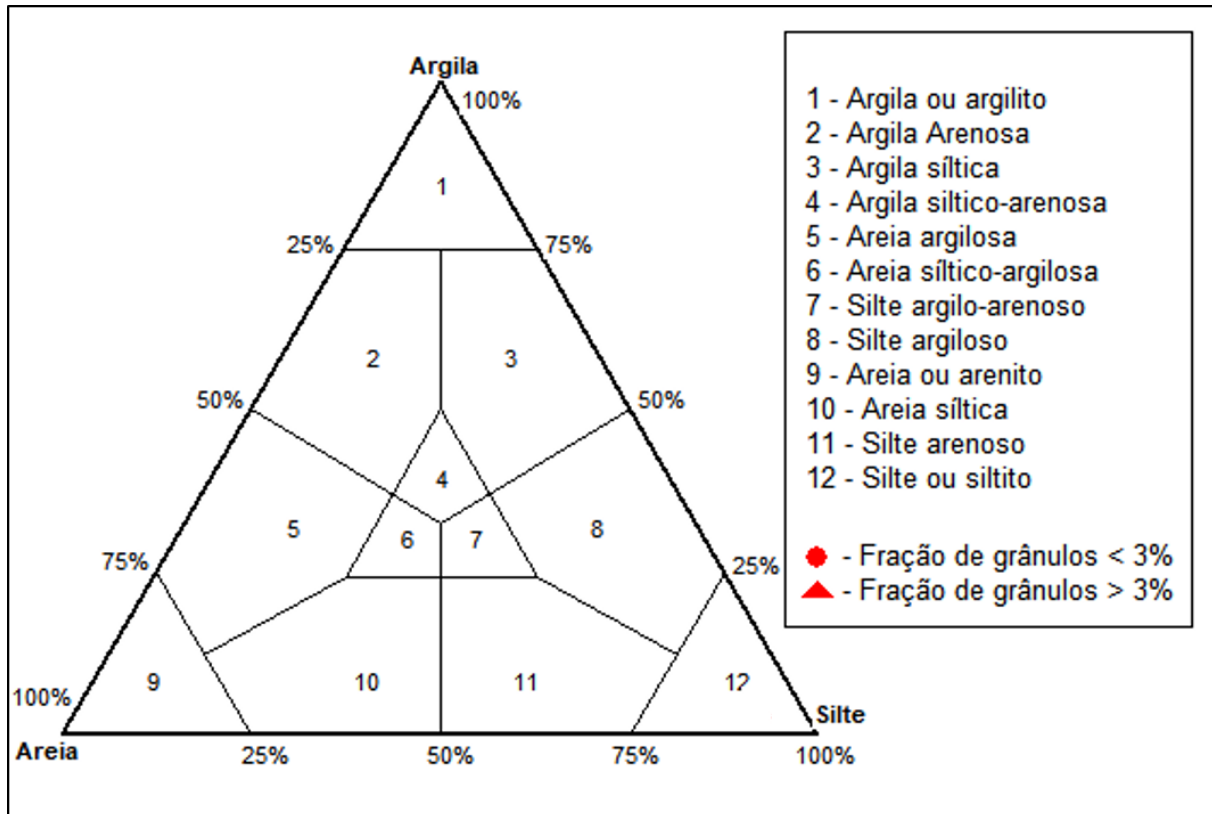 Argila
100%
1
25%
75%
2
3
50%
50%
4
5
6
7
8
75%
25%
9
10
11
12
100%
Silte
Areia
25%
50%
75%
100%
1 - Argila ou argilito
2 - Argila Arenosa
3 - Argila síltica
4 - Argila siltico-arenosa
5 - Areia argilosa
6 - Areia síltico-argilosa
7 - Silte argilo-arenoso
8 - Silte argiloso
9 - Areia ou arenito
10 - Areia síltica
11 - Silte arenoso
12 - Silte ou siltito
- Fração de grânulos < 3%
- Fração de grânulos > 3%